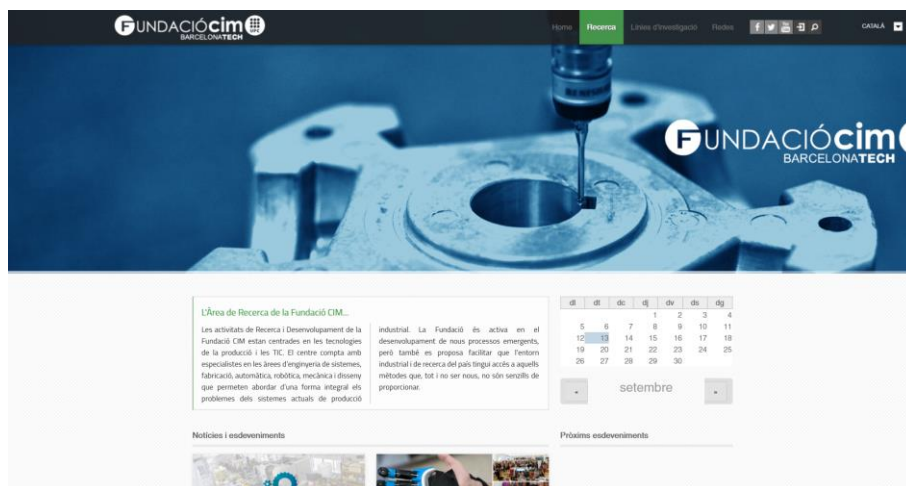 FUNDACIÓcim UPC
BARCELONATECH
Home Recerca Línies d'investigació Redes CATALÀ
RENISHAW
FUNDACIÓcim
BARCELONATECH
L'Àrea de Recerca de la Fundació CIM...
Les activitats de Recerca i Desenvolupament de la
Fundació CIM estan centrades en les tecnologies
de la producció i les TIC. El centre compta amb
especialistes en les àrees d'enginyeria de sistemes,
fabricació, automàtica, robòtica, mecànica i disseny
que permeten abordar d'una forma integral els
problemes dels sistemes actuals de producció
industrial. La Fundació és activa en el
desenvolupament de nous processos emergents,
però també es proposa facilitar que l'entorn
industrial i de recerca del país tingui accés a aquells
mètodes que, tot i no ser nous, no són senzills de
proporcionar.
dl dt dc dj dv ds dg
1 2 3 4
5 6 7 8 9 10 11
12 13 14 15 16 17 18
19 20 21 22 23 24 25
26 27 28 29 30
setembre
Notícies i esdeveniments
Pròxims esdeveniments